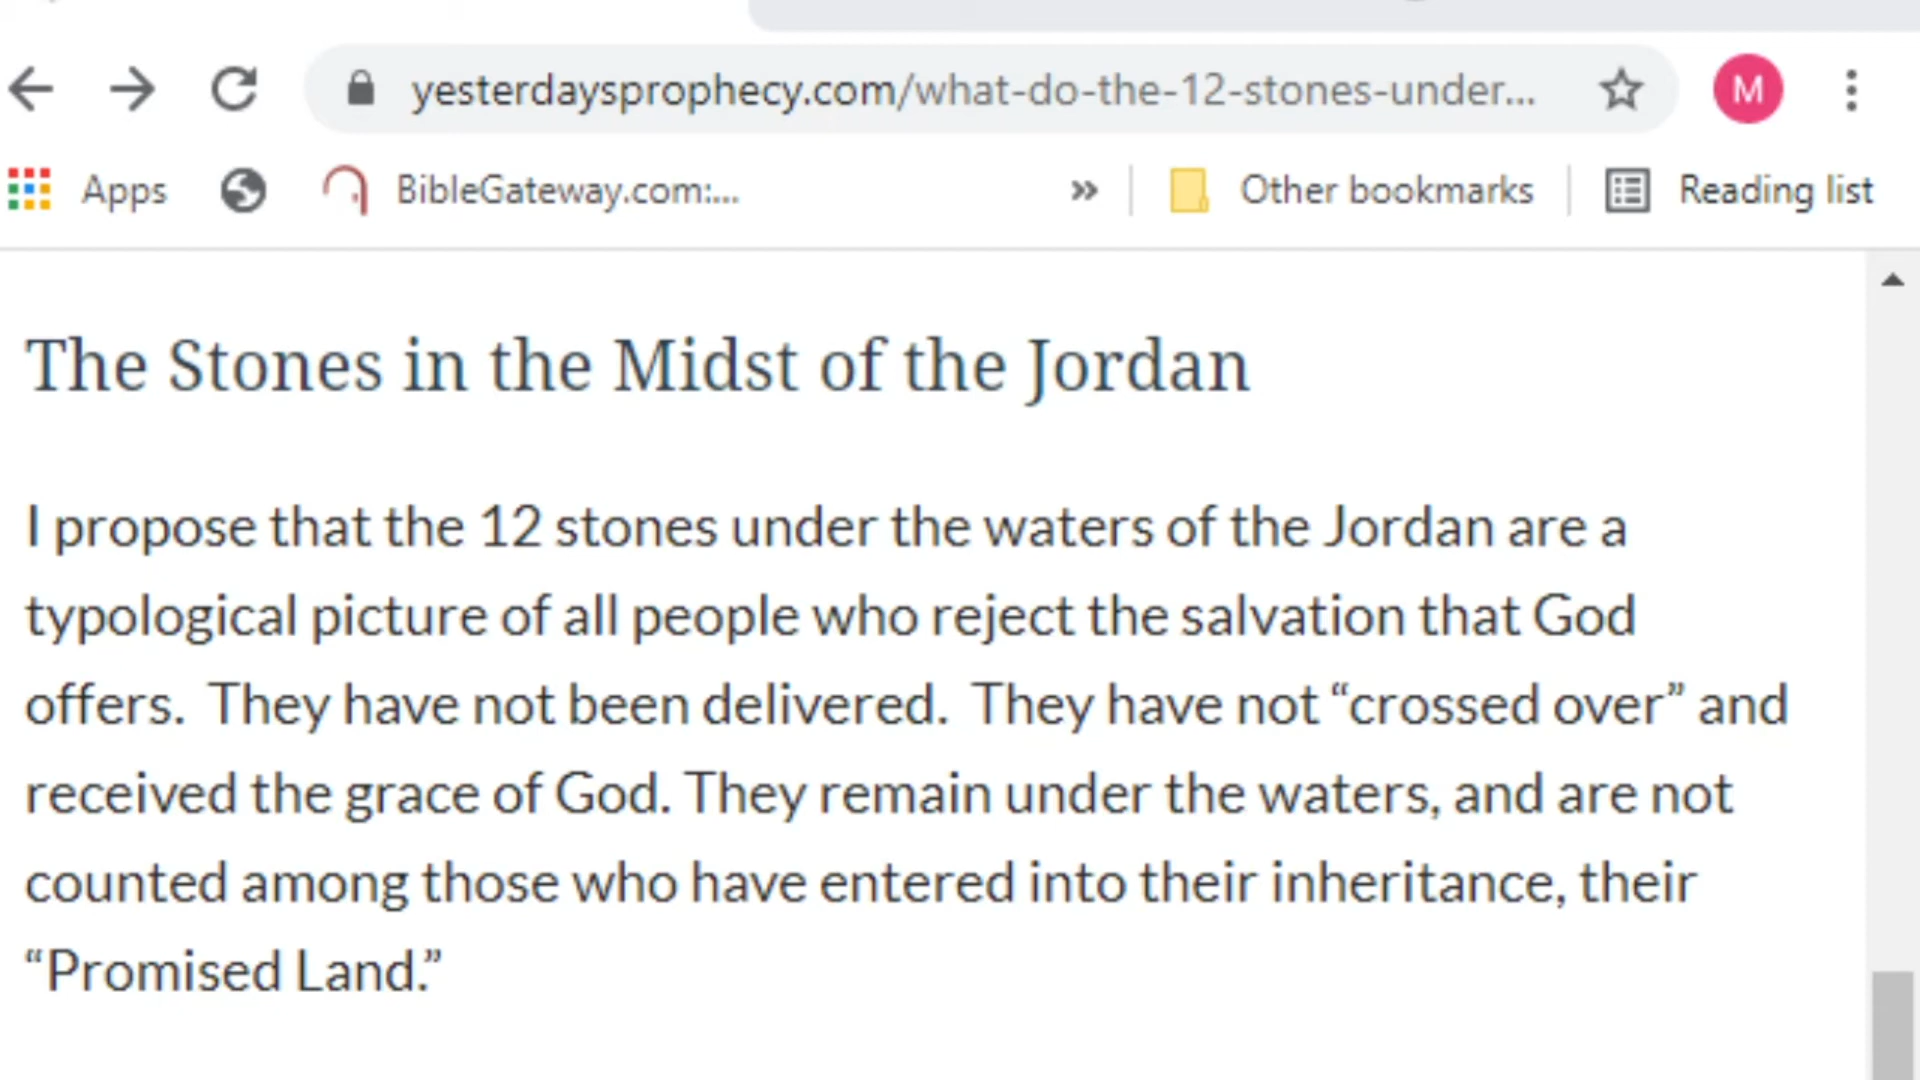 yesterdaysprophecy.com/what-do-the-12-stones-under...
M
Apps
BibleGateway.com:...
»
Other bookmarks
Reading list
The Stones in the Midst of the Jordan
I propose that the 12 stones under the waters of the Jordan are a
typological picture of all people who reject the salvation that God
offers.  They have not been delivered.  They have not “crossed over” and
received the grace of God. They remain under the waters, and are not
counted among those who have entered into their inheritance, their
“Promised Land.”